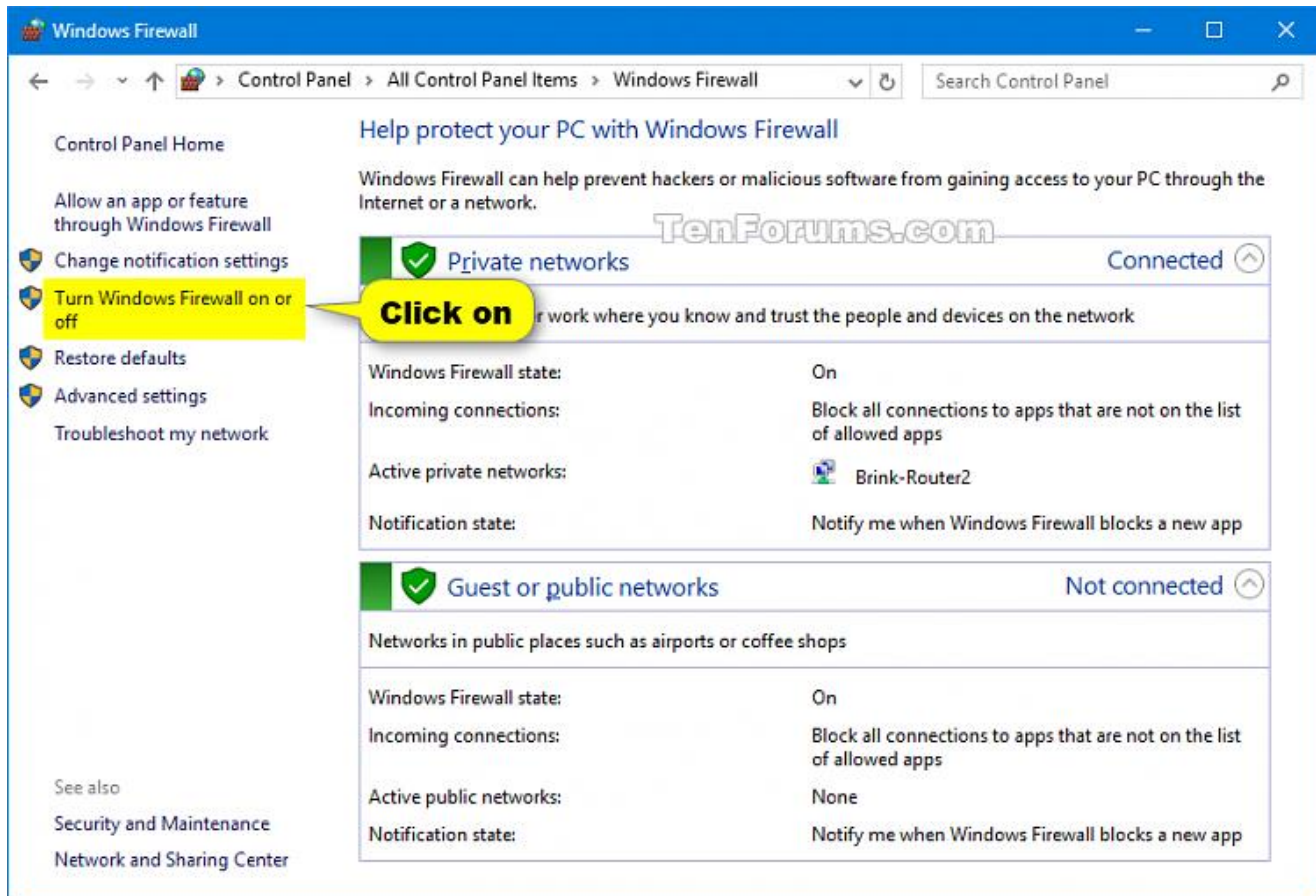 Windows Firewall
Control Panel > All Control Panel Items > Windows Firewall
Search Control Panel
Control Panel Home
Allow an app or feature
through Windows Firewall
Change notification settings
Turn Windows Firewall on or
off
Restore defaults
Advanced settings
Troubleshoot my network
See also
Security and Maintenance
Network and Sharing Center
Help protect your PC with Windows Firewall
Windows Firewall can help prevent hackers or malicious software from gaining access to your PC through the
Internet or a network.
TenForums.com
Private networks Connected
Click on
work where you know and trust the people and devices on the network
Windows Firewall state: On
Incoming connections: Block all connections to apps that are not on the list
of allowed apps
Active private networks: Brink-Router2
Notification state: Notify me when Windows Firewall blocks a new app
Guest or public networks Not connected
Networks in public places such as airports or coffee shops
Windows Firewall state: On
Incoming connections: Block all connections to apps that are not on the list
of allowed apps
Active public networks: None
Notification state: Notify me when Windows Firewall blocks a new app